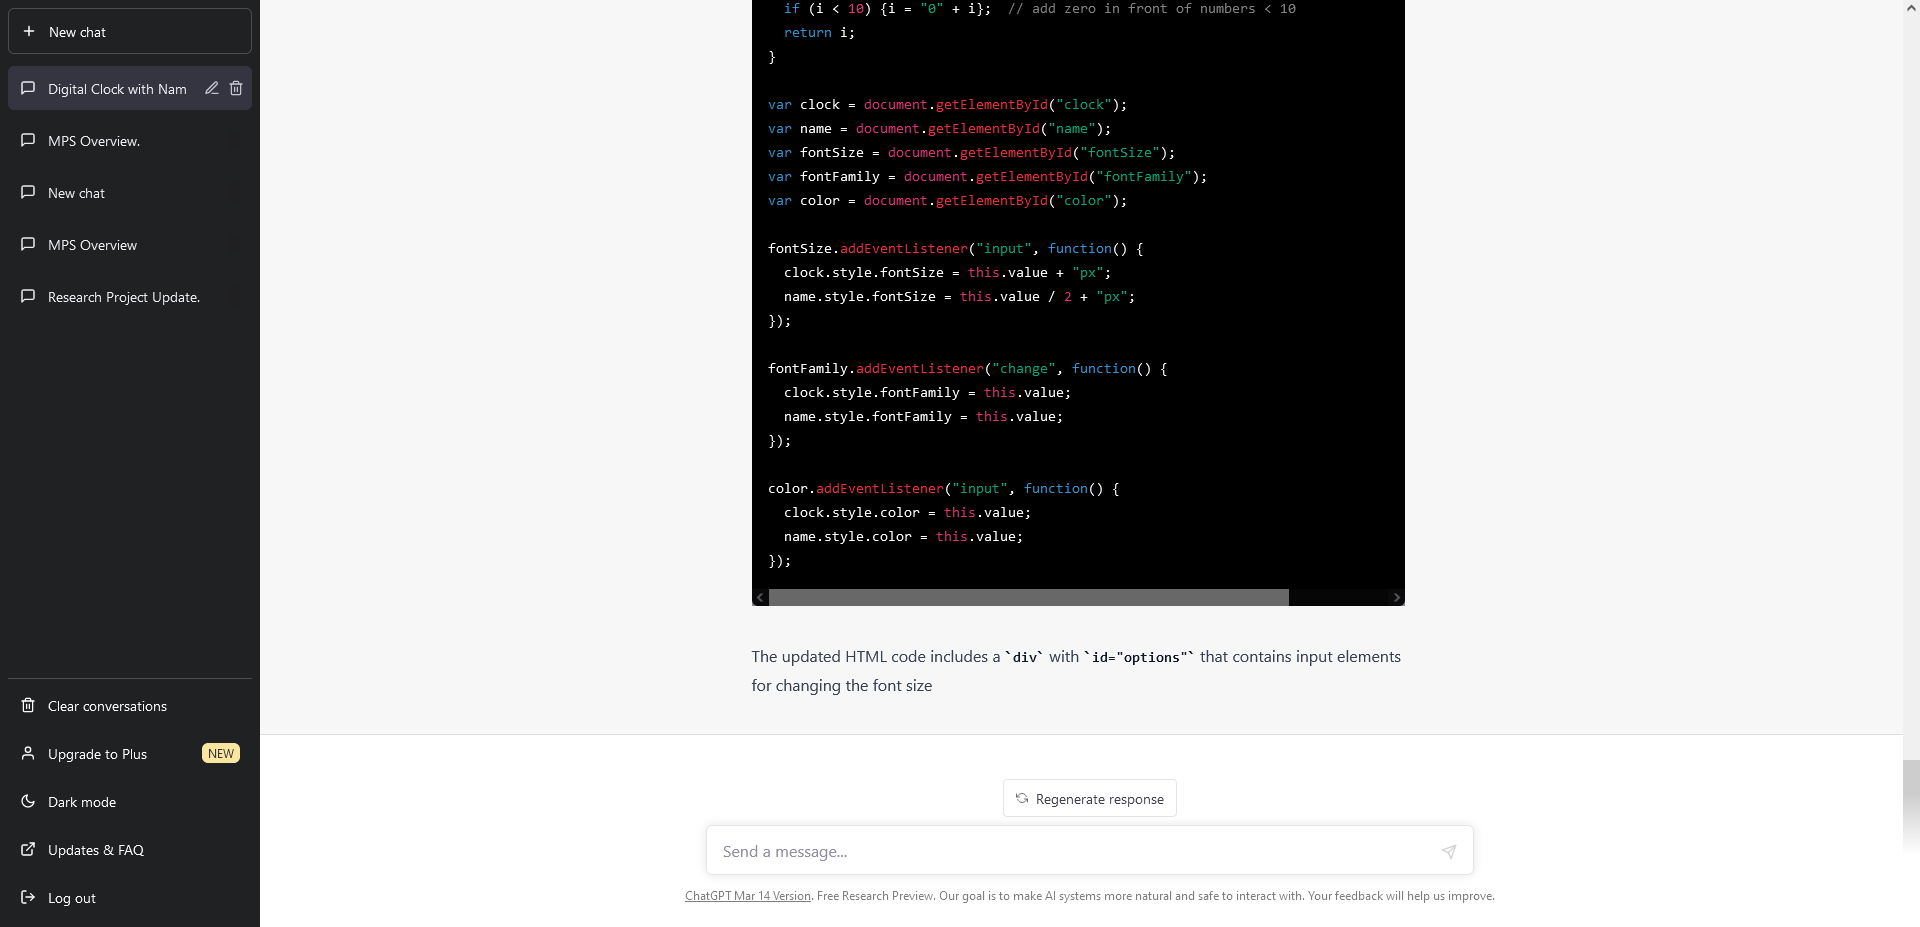 New chat
Digital Clock with Nam
MPS Overview.
New chat
MPS Overview
Research Project Update.
Clear conversations
Upgrade to Plus NEW
Dark mode
Updates & FAQ
Log out
if (i < 10) {i = "0" + i};  // add zero in front of numbers < 10
return i;
}
var clock = document.getElementById("clock");
var name = document.getElementById("name");
var fontSize = document.getElementById("fontSize");
var fontFamily = document.getElementById("fontFamily");
var color = document.getElementById("color");
fontSize.addEventListener("input", function() {
clock.style.fontSize = this.value + "px";
name.style.fontSize = this.value / 2 + "px";
});
fontFamily.addEventListener("change", function() {
clock.style.fontFamily = this.value;
name.style.fontFamily = this.value;
});
color.addEventListener("input", function() {
clock.style.color = this.value;
name.style.color = this.value;
});
The updated HTML code includes a `div` with `id="options"` that contains input elements
for changing the font size
Regenerate response
Send a message...
ChatGPT Mar 14 Version. Free Research Preview. Our goal is to make AI systems more natural and safe to interact with. Your feedback will help us improve.